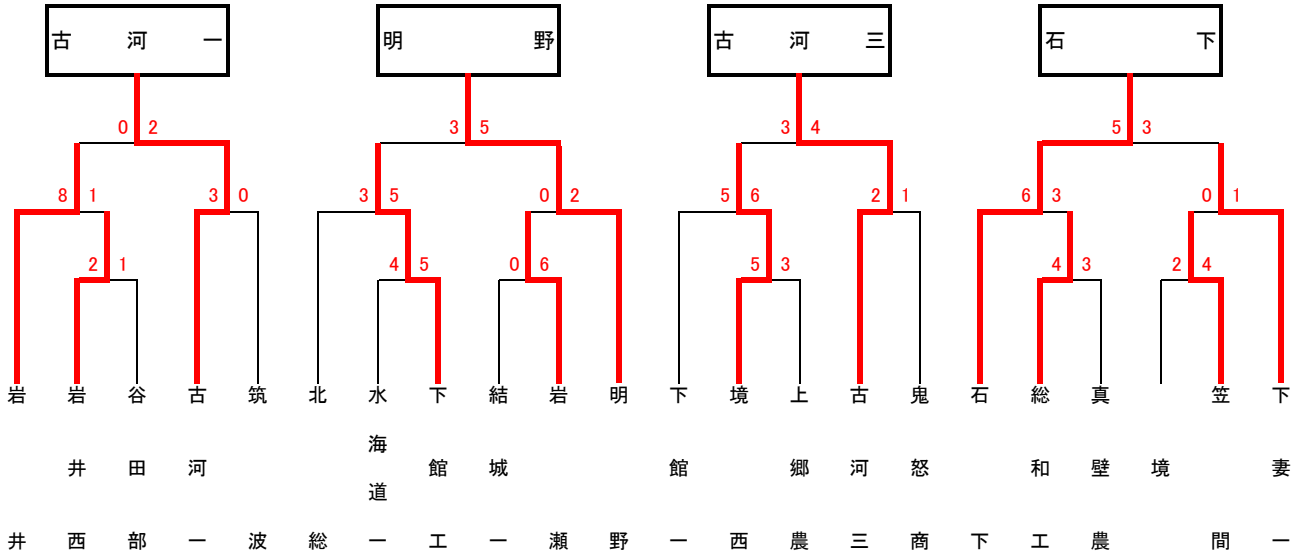 古河一
明野
古河三
石下
0 2
3 5
3 4
5 3
8 1
3 0
3 5
0 2
5 6
2 1
6 3
0 1
2 1
4 5
0 6
5 3
4 3
2 4
岩井
岩井西
谷田部
古河一
筑波
北総
水海道一
下館工
結城一
岩瀬
明野
下館一
境西
上郷農
古河三
鬼怒商
石下
総和工
真壁農
境
笠間
下妻一